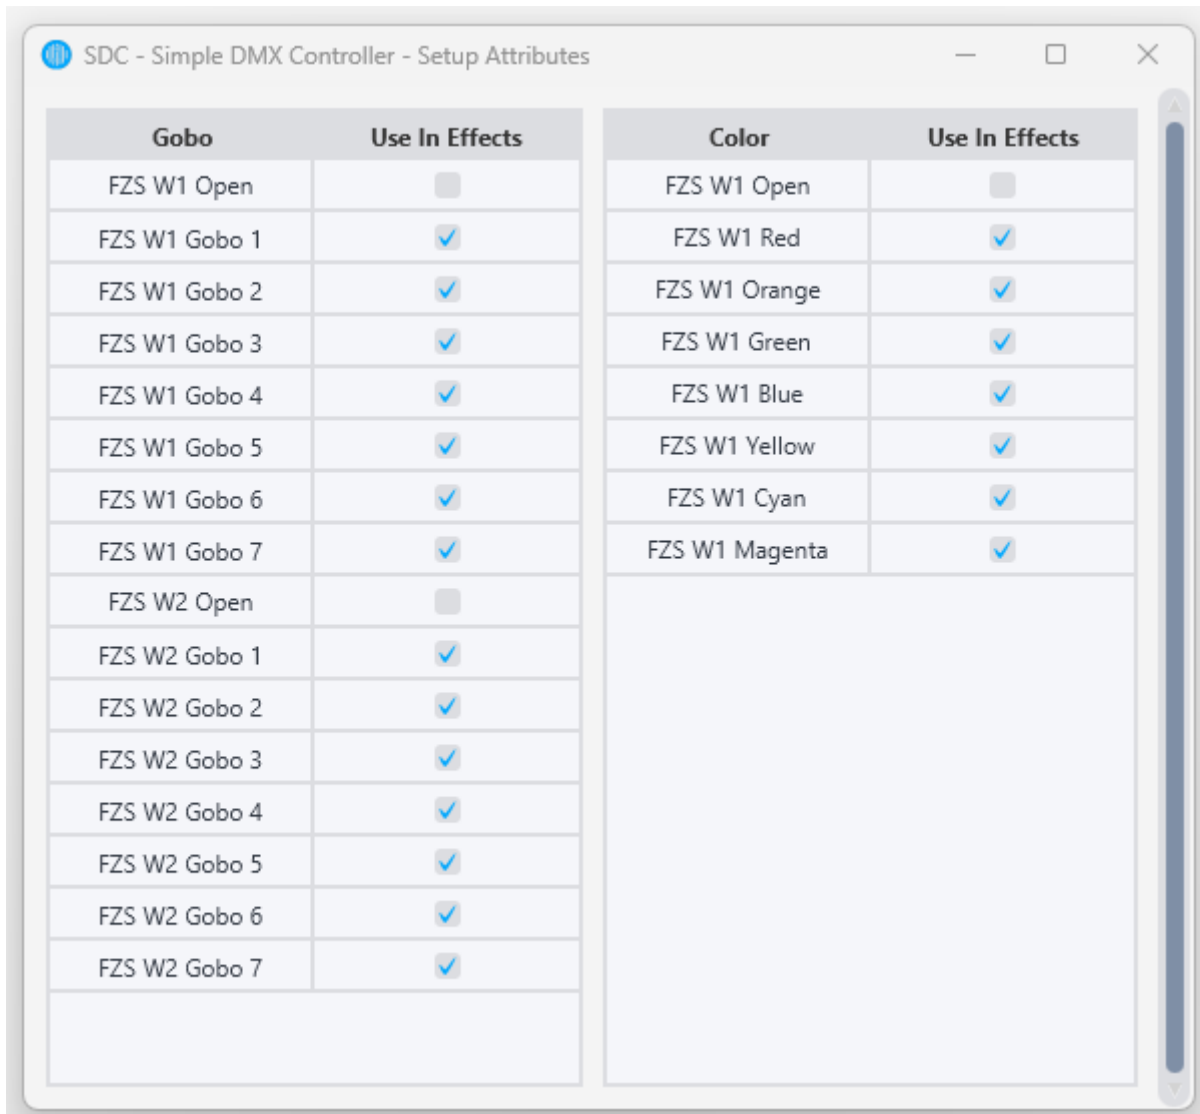 SDC - Simple DMX Controller - Setup Attributes
Gobo Use In Effects
FZS W1 Open
FZS W1 Gobo 1
FZS W1 Gobo 2
FZS W1 Gobo 3
FZS W1 Gobo 4
FZS W1 Gobo 5
FZS W1 Gobo 6
FZS W1 Gobo 7
FZS W2 Open
FZS W2 Gobo 1
FZS W2 Gobo 2
FZS W2 Gobo 3
FZS W2 Gobo 4
FZS W2 Gobo 5
FZS W2 Gobo 6
FZS W2 Gobo 7
Color Use In Effects
FZS W1 Open
FZS W1 Red
FZS W1 Orange
FZS W1 Green
FZS W1 Blue
FZS W1 Yellow
FZS W1 Cyan
FZS W1 Magenta